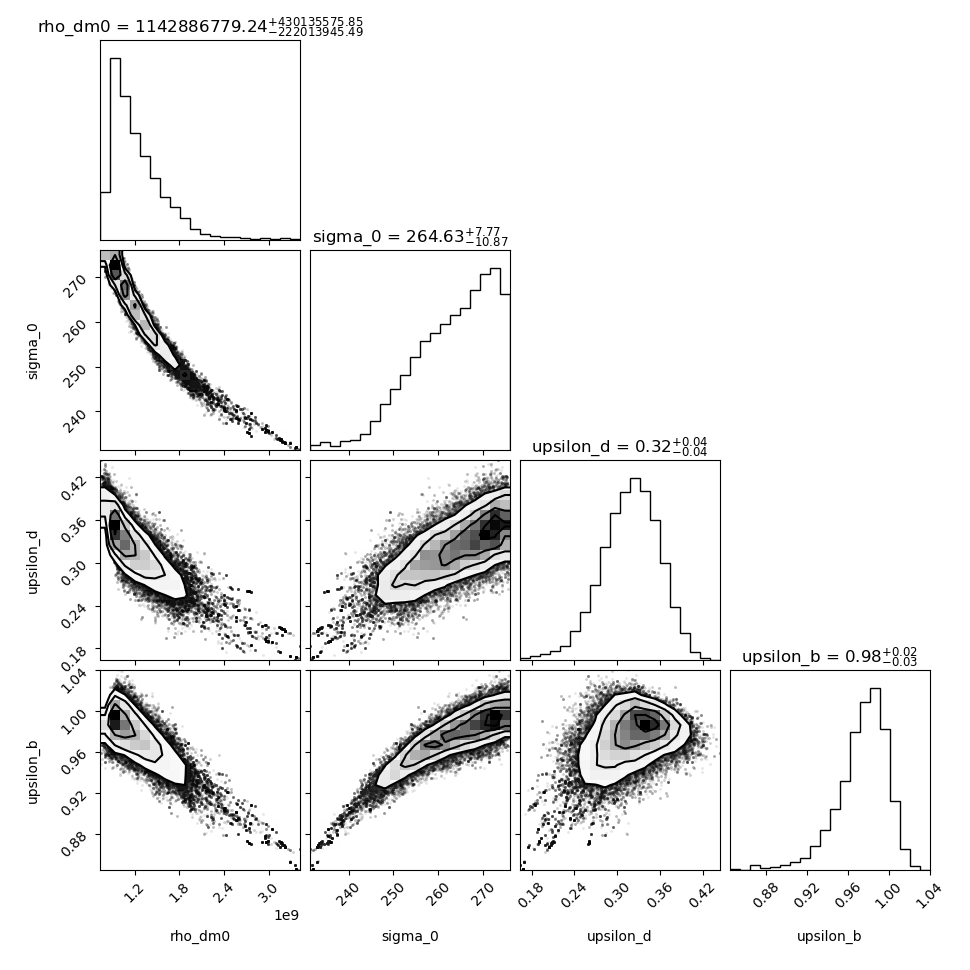 rho_dm0 = 1142886779.24+430135575.85−222013945.49
sigma_0 = 264.63+7.77−10.87
270
260
250
240
sigma_0
upsilon_d = 0.32+0.04−0.04
0.42
0.36
0.30
0.24
0.18
upsilon_d
upsilon_b = 0.98+0.02−0.03
1.04
1.00
0.96
0.92
0.88
upsilon_b
1.2 1.8 2.4 3.0
1e9
240 250 260 270
0.18 0.24 0.30 0.36 0.42
0.88 0.92 0.96 1.00 1.04
rho_dm0 sigma_0 upsilon_d upsilon_b